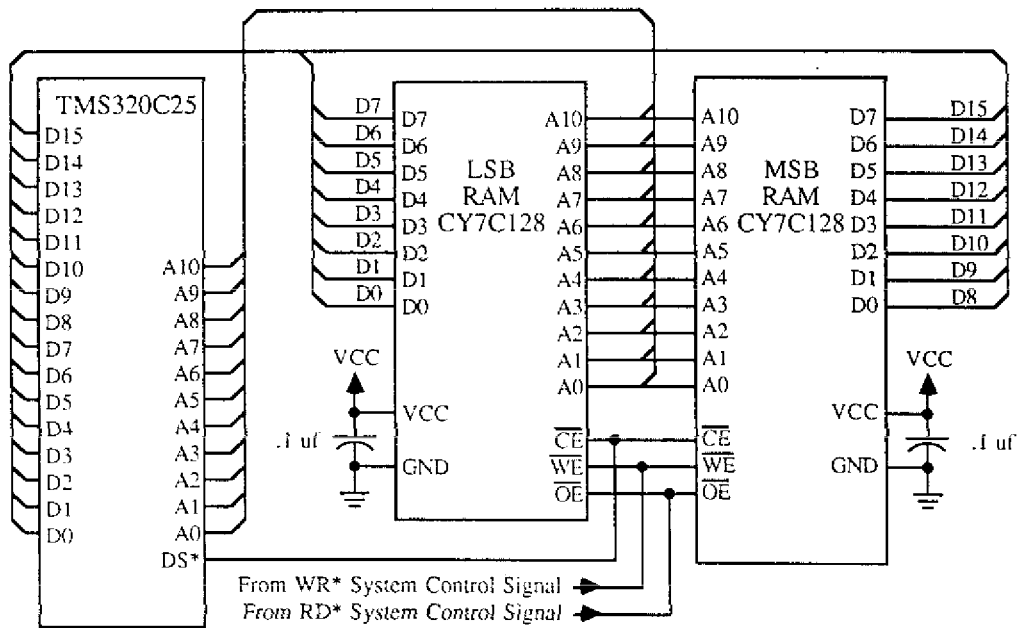 TMS320C25
D15
D14
D13
D12
D11
D10
D9
D8
D7
D6
D5
D4
D3
D2
D1
D0
A10
A9
A8
A7
A6
A5
A4
A3
A2
A1
A0
DS*
D7
D6
D5
D4
D3
D2
D1
D0
D7
D6
D5
D4
D3
D2
D1
D0
LSB
RAM
CY7C128
A10
A9
A8
A7
A6
A5
A4
A3
A2
A1
A0
CE
WE
OE
VCC
VCC
.1 uf
GND
A10
A9
A8
A7
A6
A5
A4
A3
A2
A1
A0
CE
WE
OE
MSB
RAM
CY7C128
D7
D6
D5
D4
D3
D2
D1
D0
D15
D14
D13
D12
D11
D10
D9
D8
VCC
VCC
.1 uf
GND
From WR* System Control Signal
From RD* System Control Signal